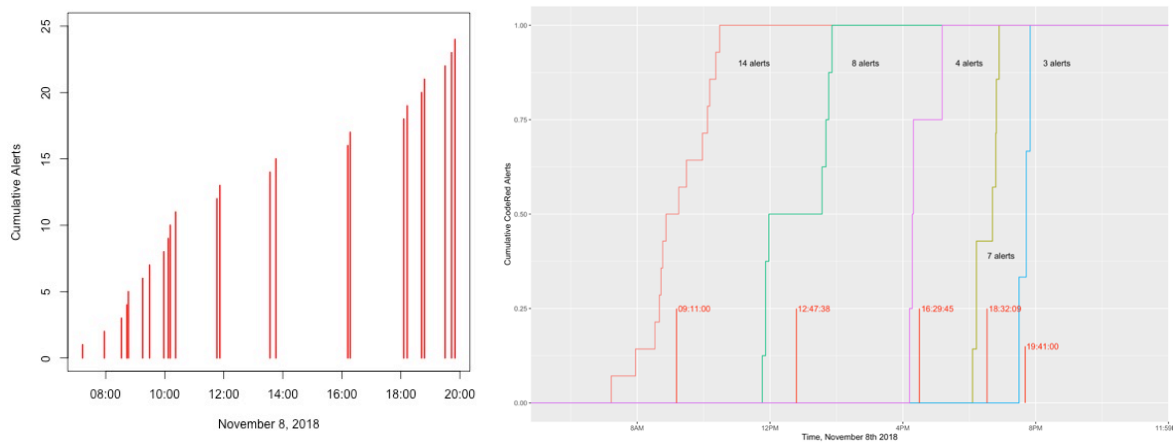 Cumulative Alerts
25
20
15
10
5
0
08:00 10:00 12:00 14:00 16:00 18:00 20:00
November 8, 2018
Cumulative CodeRed Alerts
1.00
0.75
0.50
0.25
0.00
14 alerts 8 alerts 4 alerts 3 alerts
7 alerts
09:11:00 12:47:38 16:29:45 18:32:09
19:41:00
8AM 12PM 4PM 8PM 11:59
Time, November 8th 2018